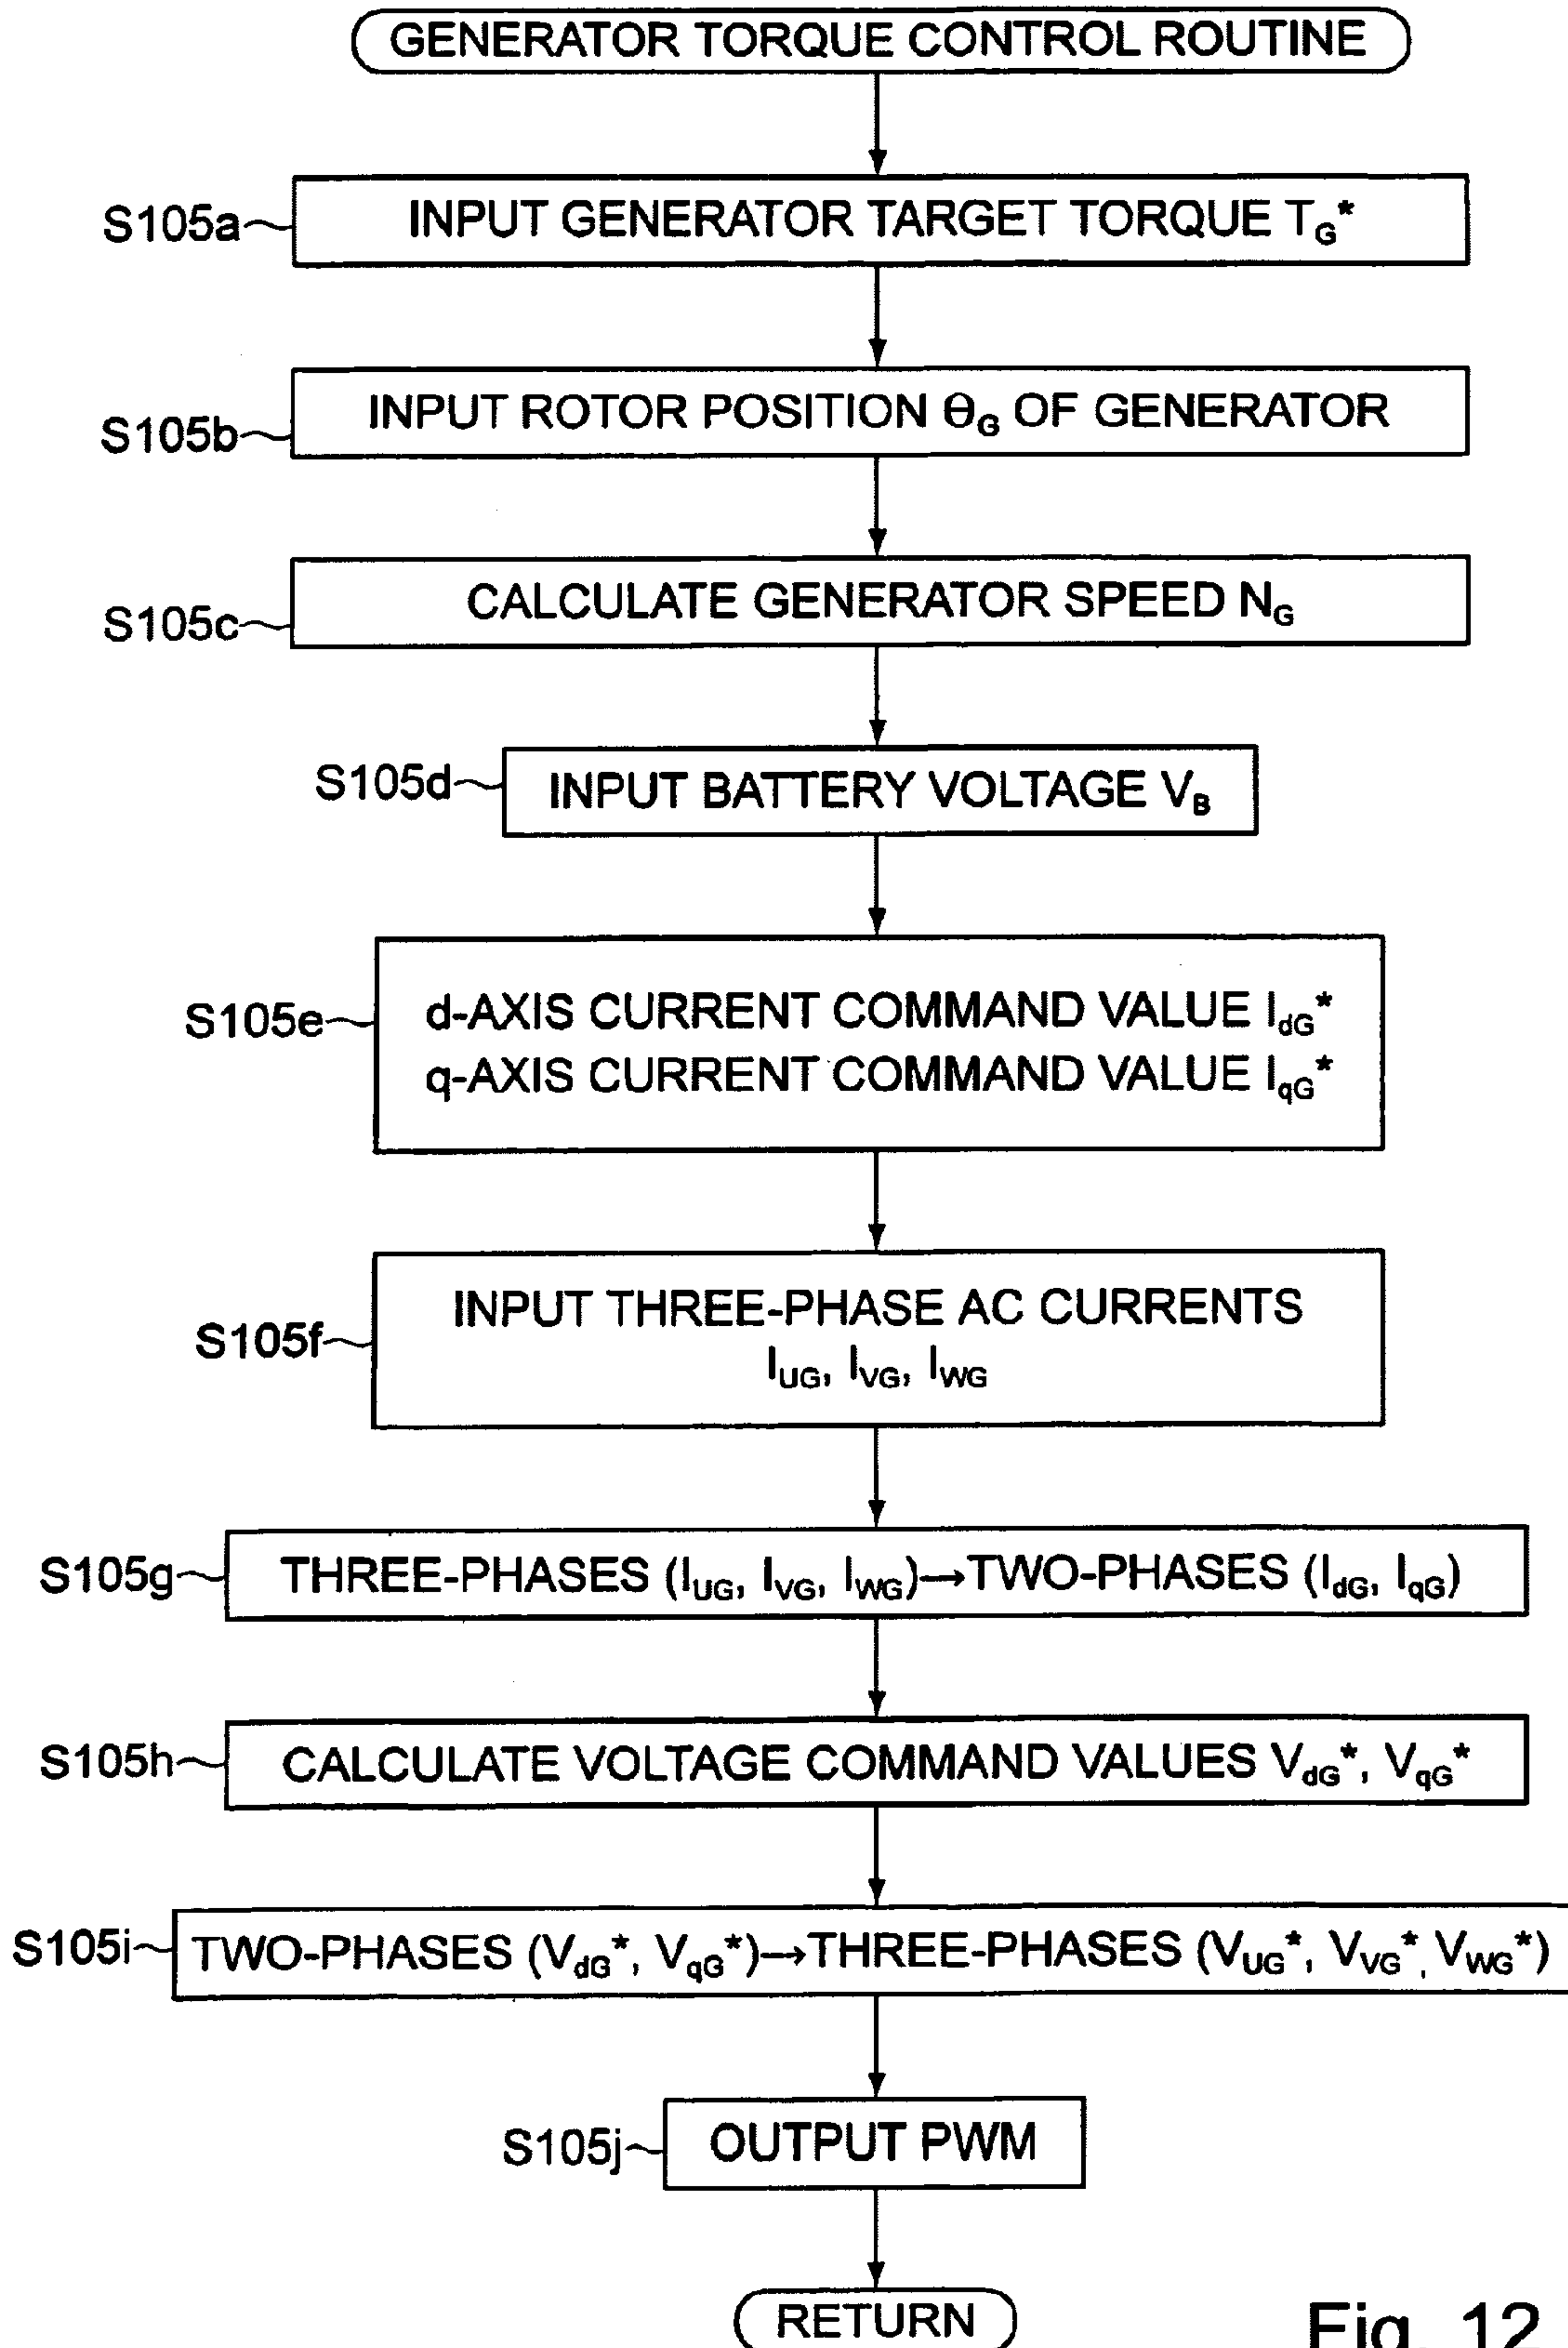 GENERATOR TORQUE CONTROL ROUTINE
S105a INPUT GENERATOR TARGET TORQUE T_G*
S105b INPUT ROTOR POSITION θ_G OF GENERATOR
S105c CALCULATE GENERATOR SPEED N_G
S105d INPUT BATTERY VOLTAGE V_B
S105e d-AXIS CURRENT COMMAND VALUE I_dG*
q-AXIS CURRENT COMMAND VALUE I_qG*
S105f INPUT THREE-PHASE AC CURRENTS
I_UG, I_VG, I_WG
S105g THREE-PHASES (I_UG, I_VG, I_WG)→TWO-PHASES (I_dG, I_qG)
S105h CALCULATE VOLTAGE COMMAND VALUES V_dG*, V_qG*
S105i TWO-PHASES (V_dG*, V_qG*)→THREE-PHASES (V_UG*, V_VG*, V_WG*)
S105j OUTPUT PWM
RETURN
Fig. 12